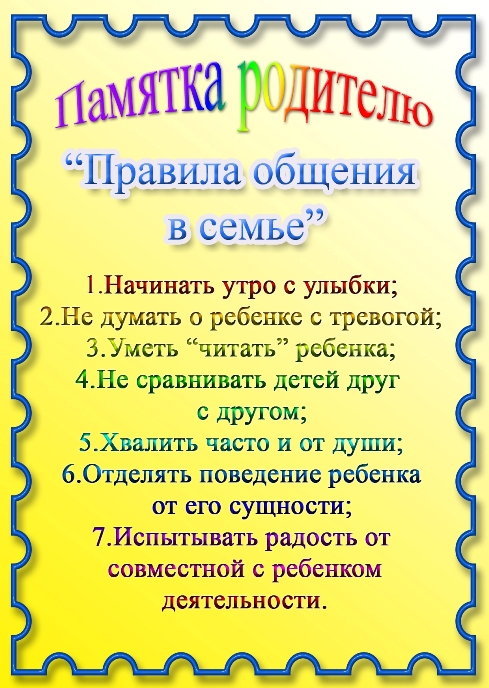 Памятка родителю
“Правила общения
в семье”
1.Начинать утро с улыбки;
2.Не думать о ребенке с тревогой;
3.Уметь “читать” ребенка;
4.Не сравнивать детей друг
с другом;
5.Хвалить часто и от души;
6.Отделять поведение ребенка
от его сущности;
7.Испытывать радость от
совместной с ребенком
деятельности.